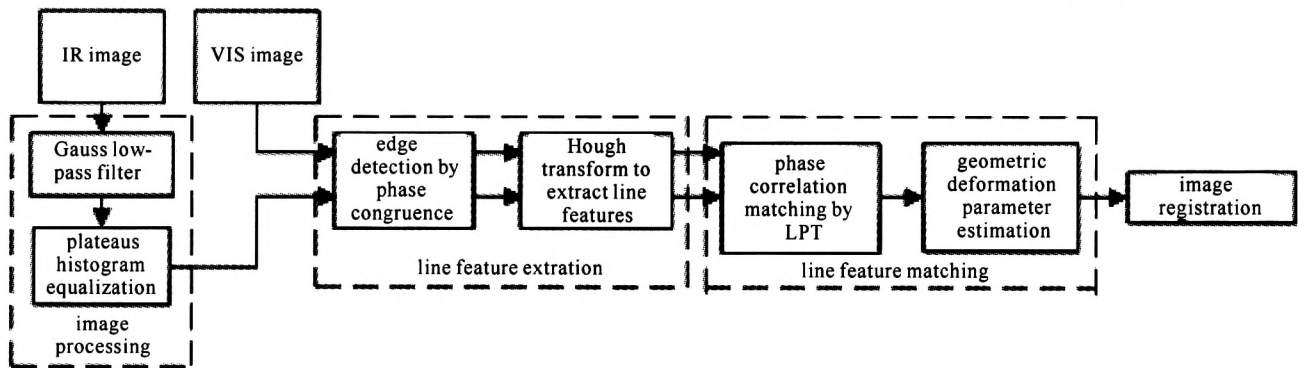 IR image
VIS image
Gauss low-
pass filter
plateaus
histogram
equalization
image
processing
edge
detection by
phase
congruence
Hough
transform to
extract line
features
line feature extration
phase
correlation
matching by
LPT
geometric
deformation
parameter
estimation
line feature matching
image
registration